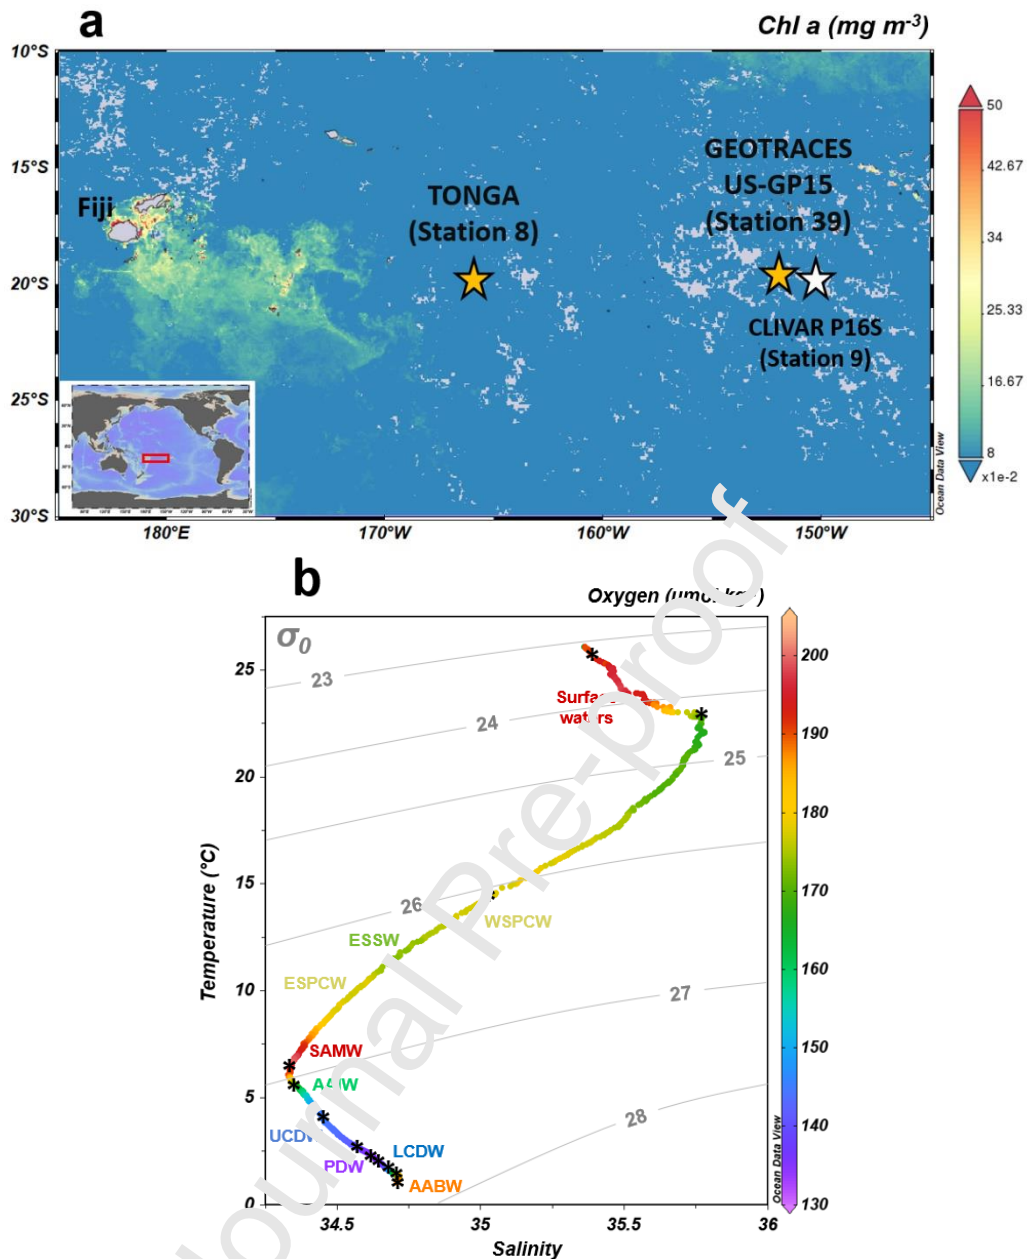 a
Chl a (mg m-3)
10°S
15°S
20°S
25°S
30°S
Fiji
TONGA
(Station 8)
GEOTRACES
US-GP15
(Station 39)
CLIVAR P16S
(Station 9)
50
42.67
34
25.33
16.67
8
x1e-2
Ocean Data View
180°E
170°W
160°W
150°W
b
Oxygen
σ0
23
24
25
26
27
28
Surface
waters
WSPCW
ESSW
ESPCW
SAMW
LCDW
PDW
AABW
Temperature (°C)
25
20
15
10
5
0
34.5
35
35.5
36
Salinity
200
190
180
170
160
150
140
130
Ocean Data View
Journal Pre-proof